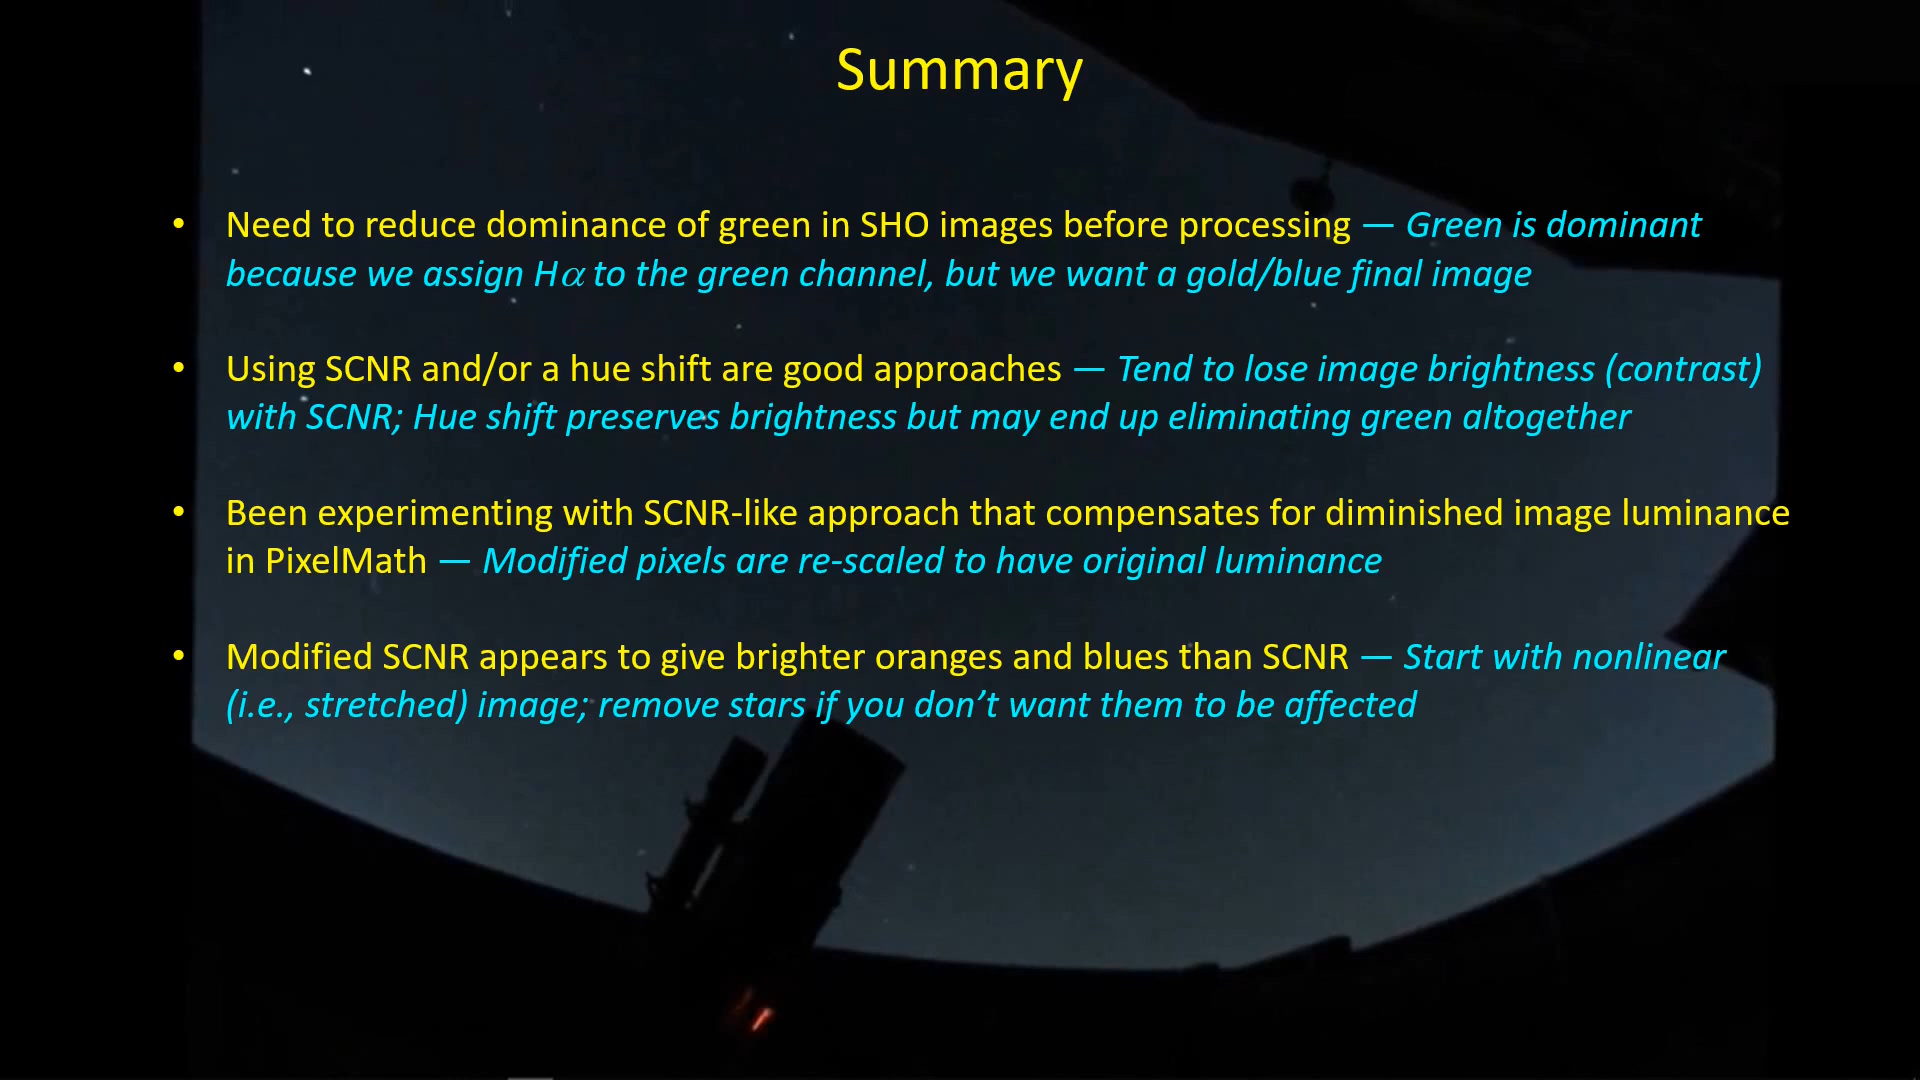 Summary
• Need to reduce dominance of green in SHO images before processing — Green is dominant
because we assign Hα to the green channel, but we want a gold/blue final image
• Using SCNR and/or a hue shift are good approaches — Tend to lose image brightness (contrast)
with SCNR; Hue shift preserves brightness but may end up eliminating green altogether
• Been experimenting with SCNR-like approach that compensates for diminished image luminance
in PixelMath — Modified pixels are re-scaled to have original luminance
• Modified SCNR appears to give brighter oranges and blues than SCNR — Start with nonlinear
(i.e., stretched) image; remove stars if you don’t want them to be affected